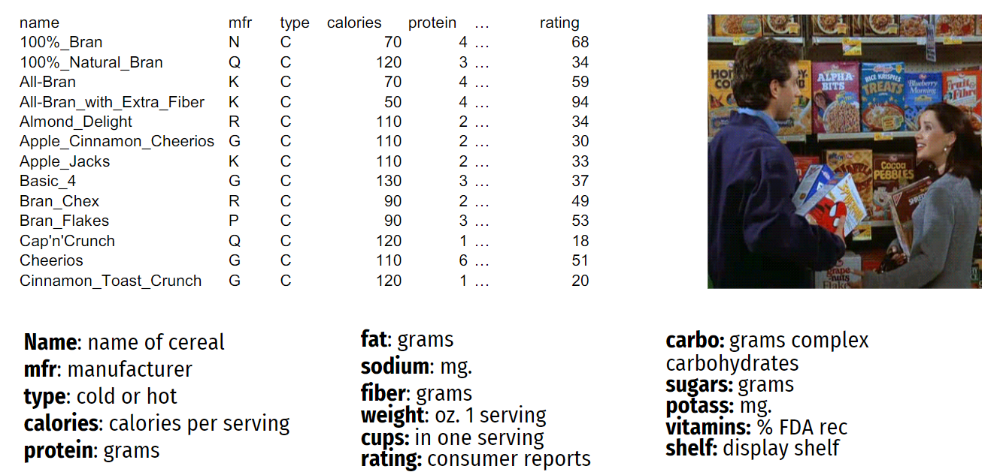 name mfr type calories protein ... rating
100%_Bran N C 70 4 ... 68
100%_Natural_Bran Q C 120 3 ... 34
All-Bran K C 70 4 ... 59
All-Bran_with_Extra_Fiber K C 50 4 ... 94
Almond_Delight R C 110 2 ... 34
Apple_Cinnamon_Cheerios G C 110 2 ... 30
Apple_Jacks K C 110 2 ... 33
Basic_4 G C 130 3 ... 37
Bran_Chex R C 90 2 ... 49
Bran_Flakes P C 90 3 ... 53
Cap'n'Crunch Q C 120 1 ... 18
Cheerios G C 110 6 ... 51
Cinnamon_Toast_Crunch G C 120 1 ... 20
ALPHA-
BITS
RICE KRISPIES
TREATS
Blueberry
Morning
Fruit &
Fibre
COCOA
PEBBLES
grape-nuts
Flakes
Name: name of cereal
mfr: manufacturer
type: cold or hot
calories: calories per serving
protein: grams
fat: grams
sodium: mg.
fiber: grams
weight: oz. 1 serving
cups: in one serving
rating: consumer reports
carbo: grams complex
carbohydrates
sugars: grams
potass: mg.
vitamins: % FDA rec
shelf: display shelf